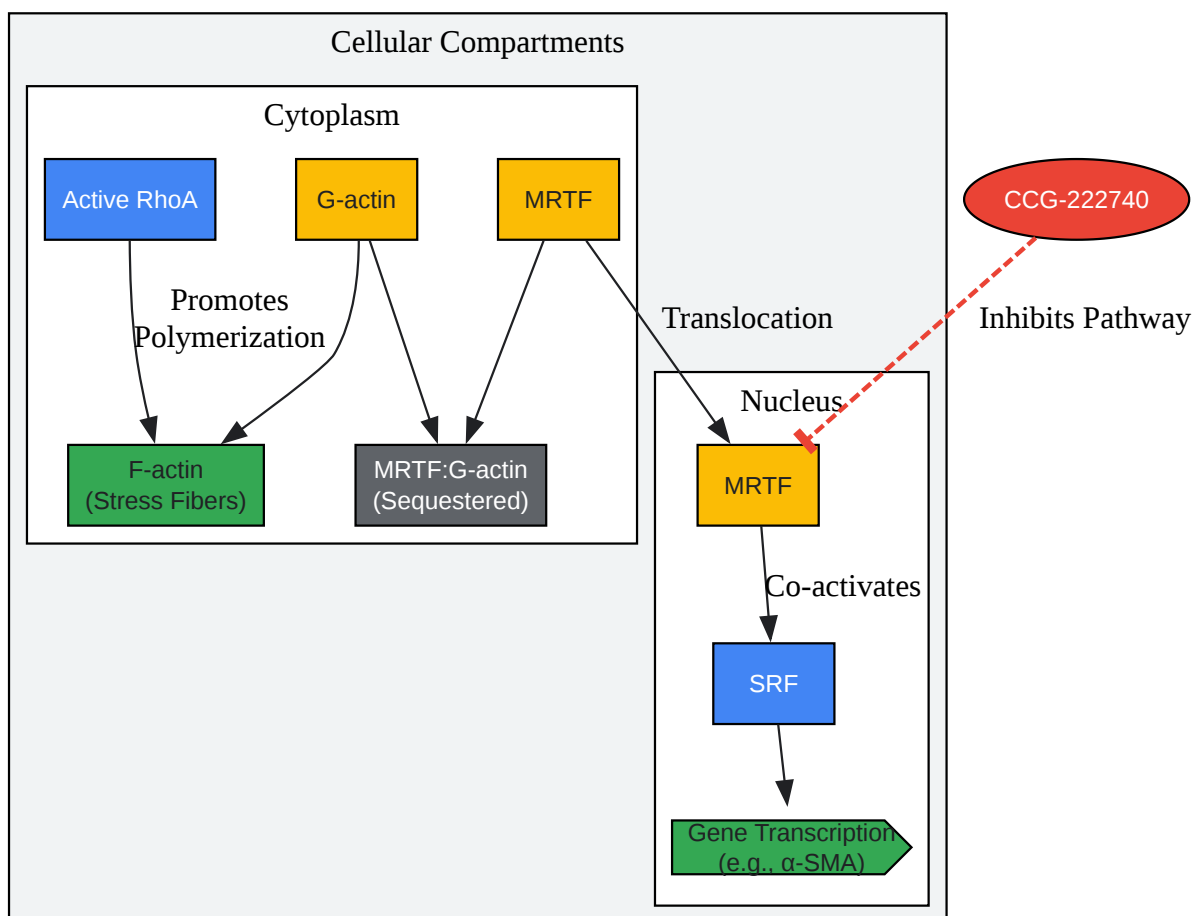 Cellular Compartments
Cytoplasm
Active RhoA
G-actin
MRTF
CCG-222740
Promotes
Polymerization
Translocation
Inhibits Pathway
Nucleus
F-actin
(Stress Fibers)
MRTF:G-actin
(Sequestered)
MRTF
Co-activates
SRF
Gene Transcription
(e.g., α-SMA)